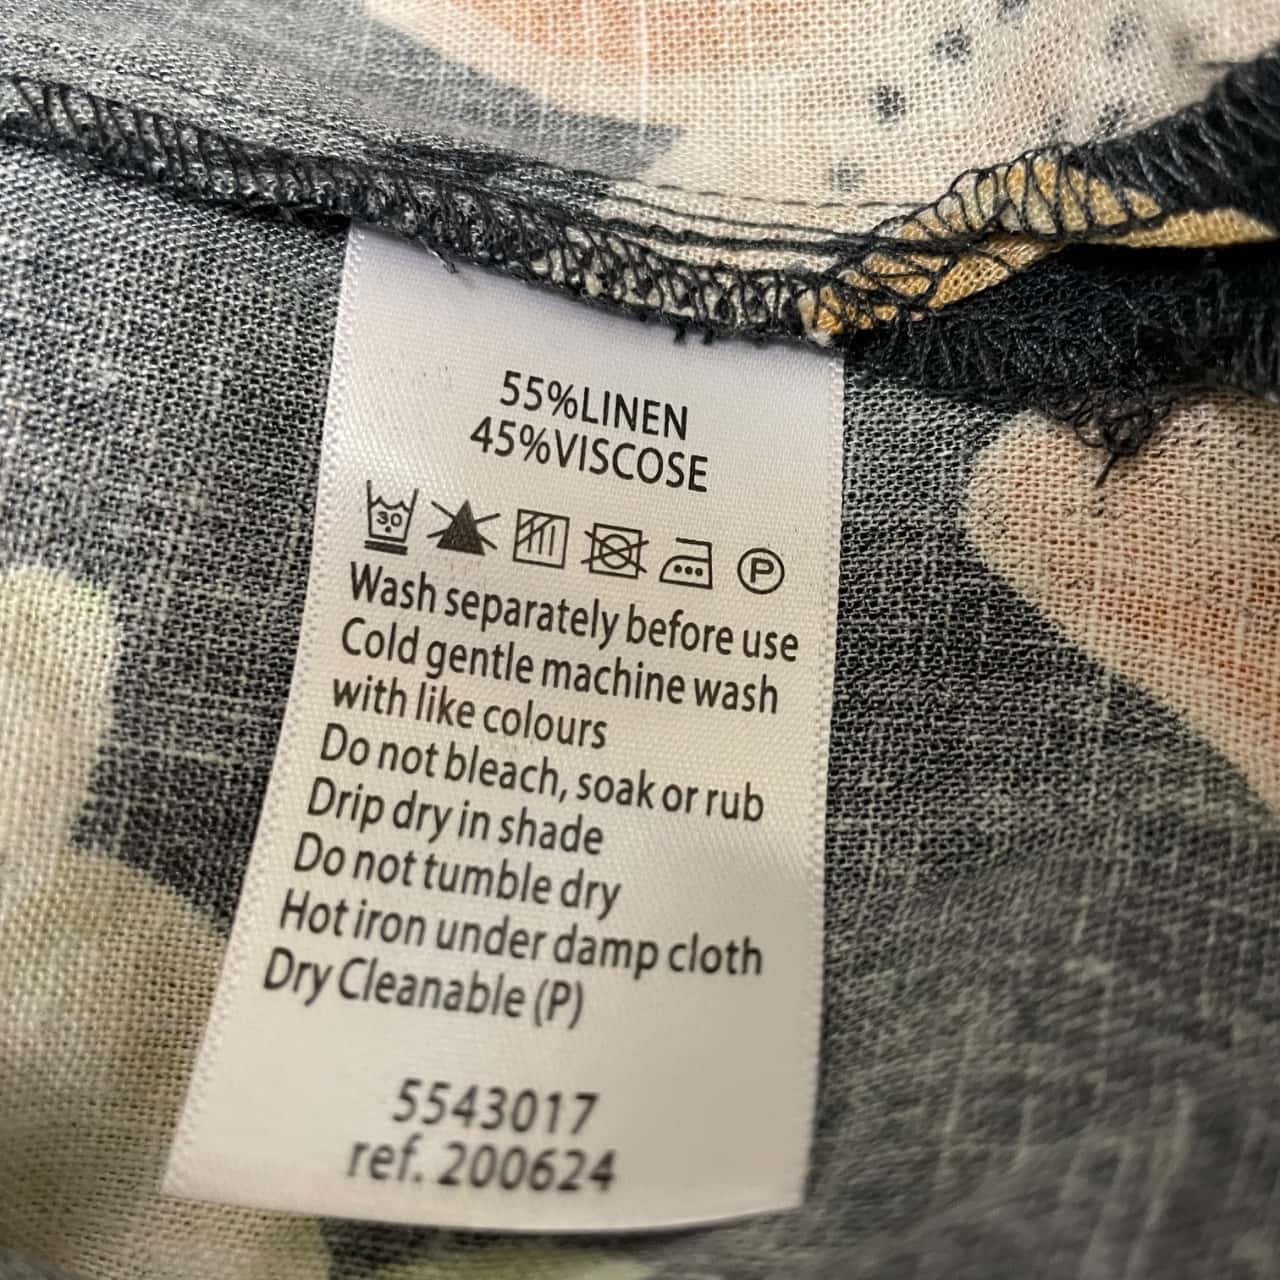 55%LINEN
45%VISCOSE
30 P
Wash separately before use
Cold gentle machine wash
with like colours
Do not bleach, soak or rub
Drip dry in shade
Do not tumble dry
Hot iron under damp cloth
Dry Cleanable (P)
5543017
ref. 200624